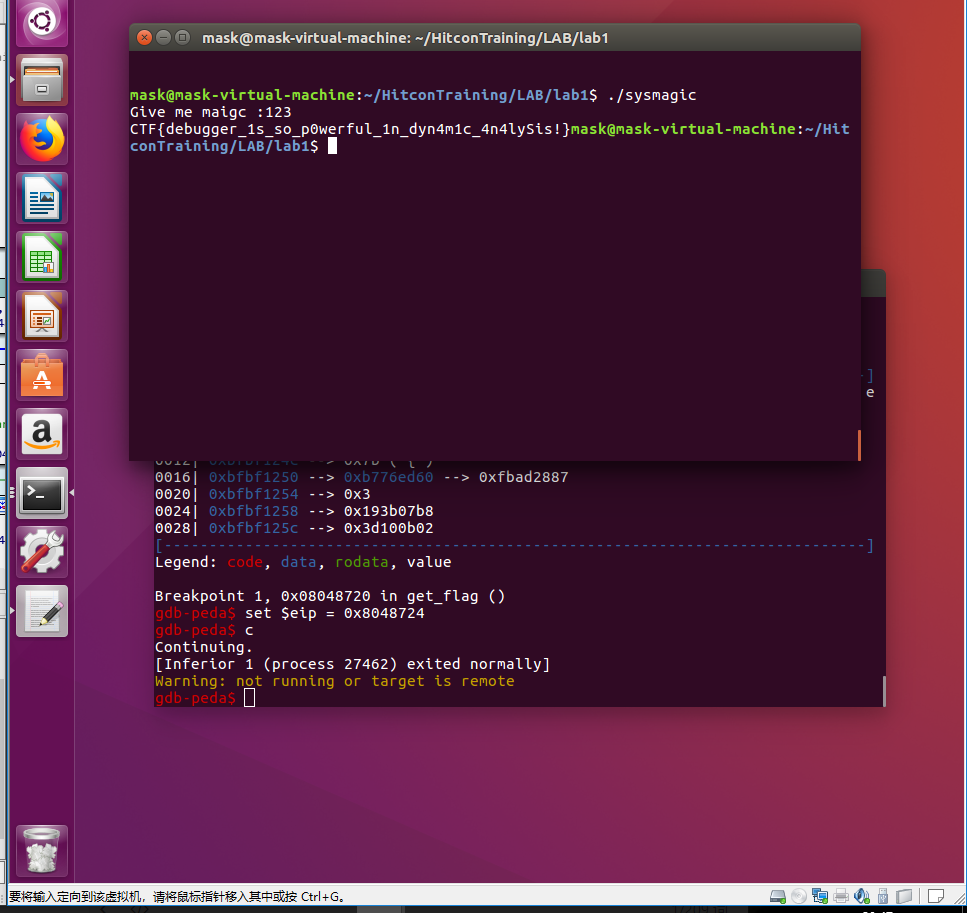 mask@mask-virtual-machine: ~/HitconTraining/LAB/lab1
mask@mask-virtual-machine:~/HitconTraining/LAB/lab1$ ./sysmagic
Give me maigc :123
CTF{debugger_1s_so_p0werful_1n_dyn4m1c_4n4lySis!}mask@mask-virtual-machine:~/Hit
conTraining/LAB/lab1$
-]
e
0016| 0xbfbf1250 --> 0xb776ed60 --> 0xfbad2887
0020| 0xbfbf1254 --> 0x3
0024| 0xbfbf1258 --> 0x193b07b8
0028| 0xbfbf125c --> 0x3d100b02
[------------------------------------------------------------------------------]
Legend: code, data, rodata, value
Breakpoint 1, 0x08048720 in get_flag ()
gdb-peda$ set $eip = 0x8048724
gdb-peda$ c
Continuing.
[Inferior 1 (process 27462) exited normally]
Warning: not running or target is remote
gdb-peda$
要将输入定向到该虚拟机，请将鼠标指针移入其中或按 Ctrl+G。